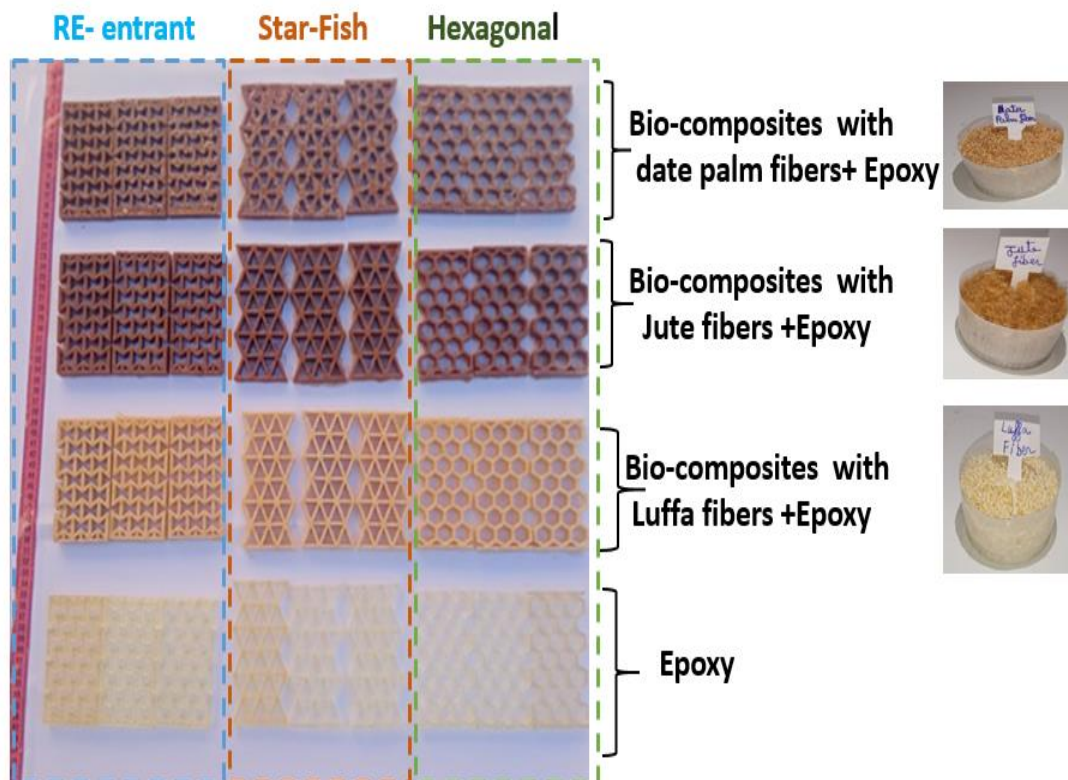 RE- entrant
Star-Fish
Hexagonal
Bio-composites with
date palm fibers+ Epoxy
Bio-composites with
Jute fibers +Epoxy
Bio-composites with
Luffa fibers +Epoxy
Epoxy
Palm
Jute
fiber
Luffa
Fiber